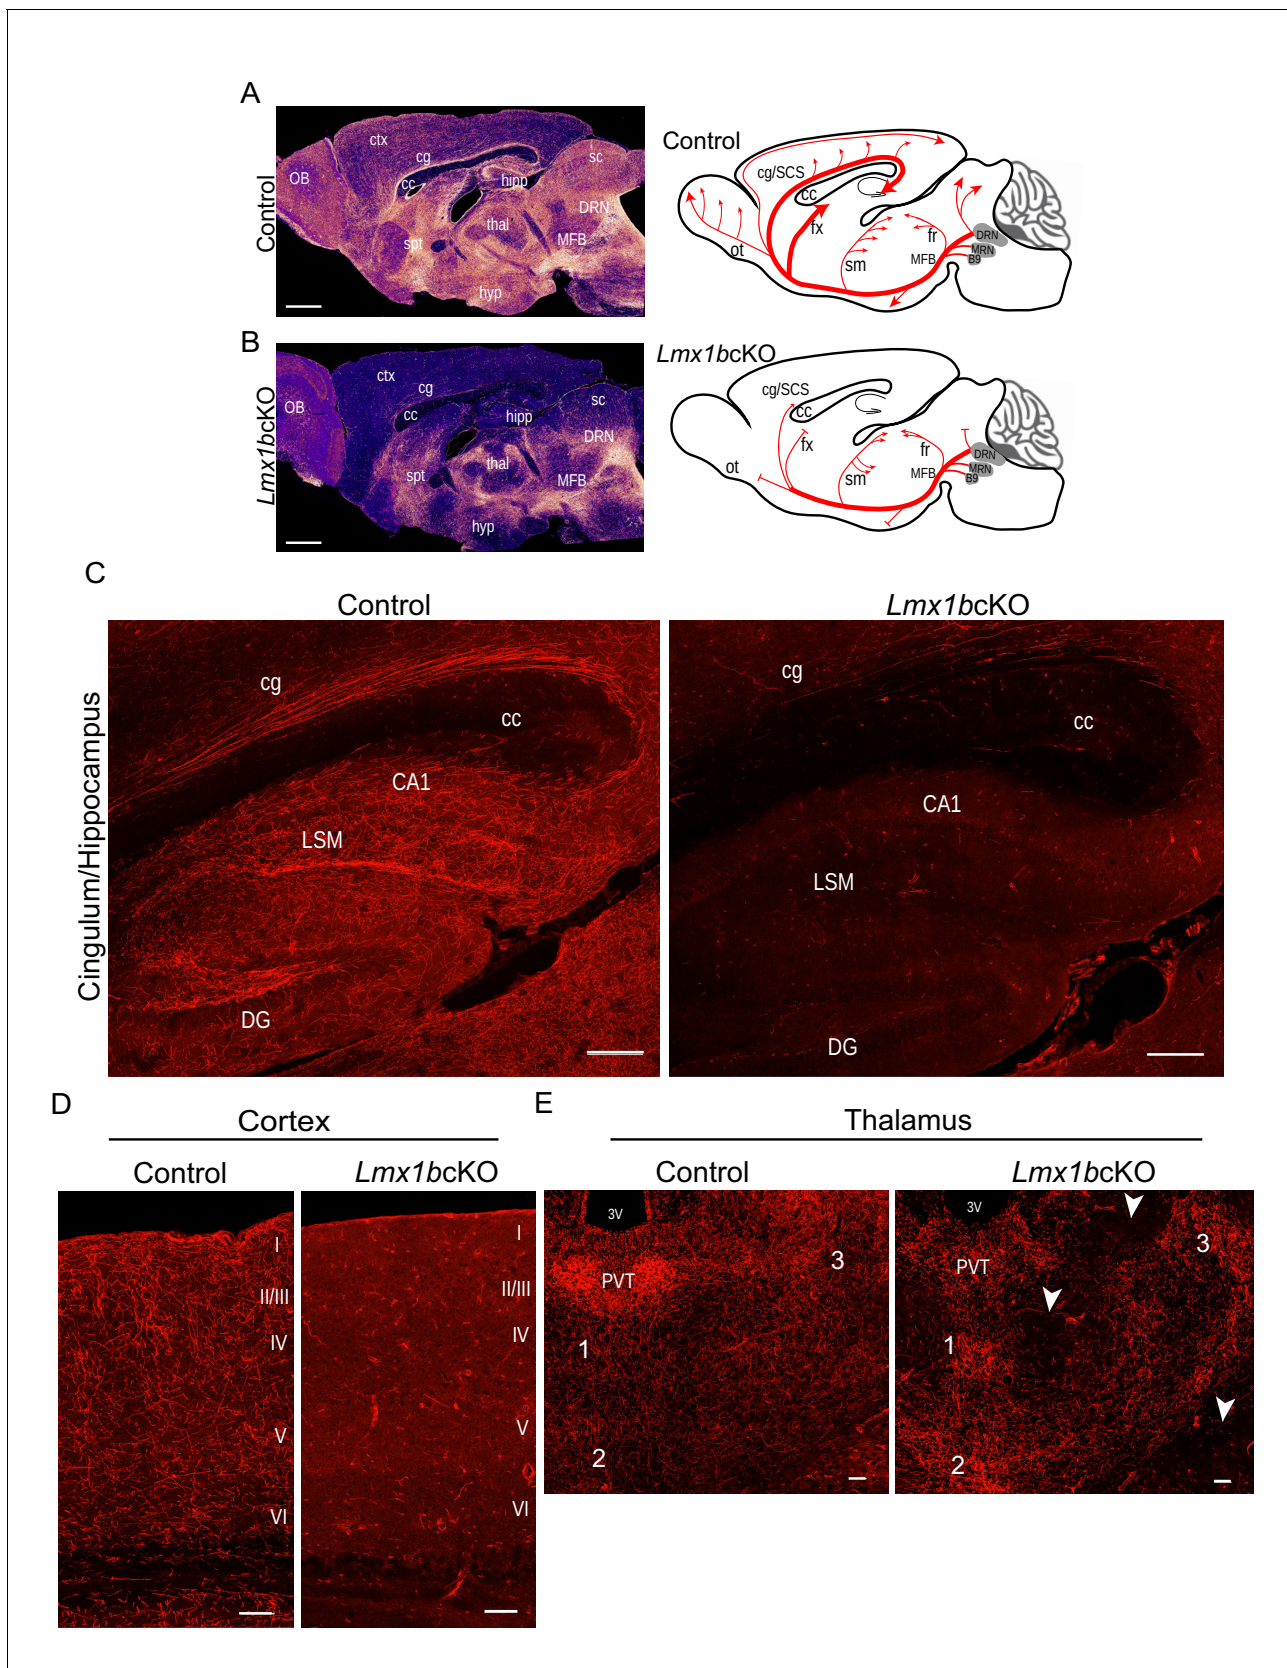 A
Control
ctx
cg
cc
OB
hipp
sc
DRN
thal
spt
MFB
hyp
Control
cg/SCS
cc
fx
ot
sm
fr
MFB
DRN
MRN
B9
B
Lmx1bcKO
ctx
cg
cc
OB
hipp
sc
DRN
thal
spt
MFB
hyp
Lmx1bcKO
cg/SCS
cc
fx
ot
sm
fr
MFB
DRN
MRN
B9
C
Control
Lmx1bcKO
Cingulum/Hippocampus
cg
cc
CA1
LSM
DG
cg
cc
CA1
LSM
DG
D
Cortex
Control
Lmx1bcKO
I
II/III
IV
V
VI
I
II/III
IV
V
VI
E
Thalamus
Control
Lmx1bcKO
3V
PVT
3
1
2
3V
PVT
3
1
2